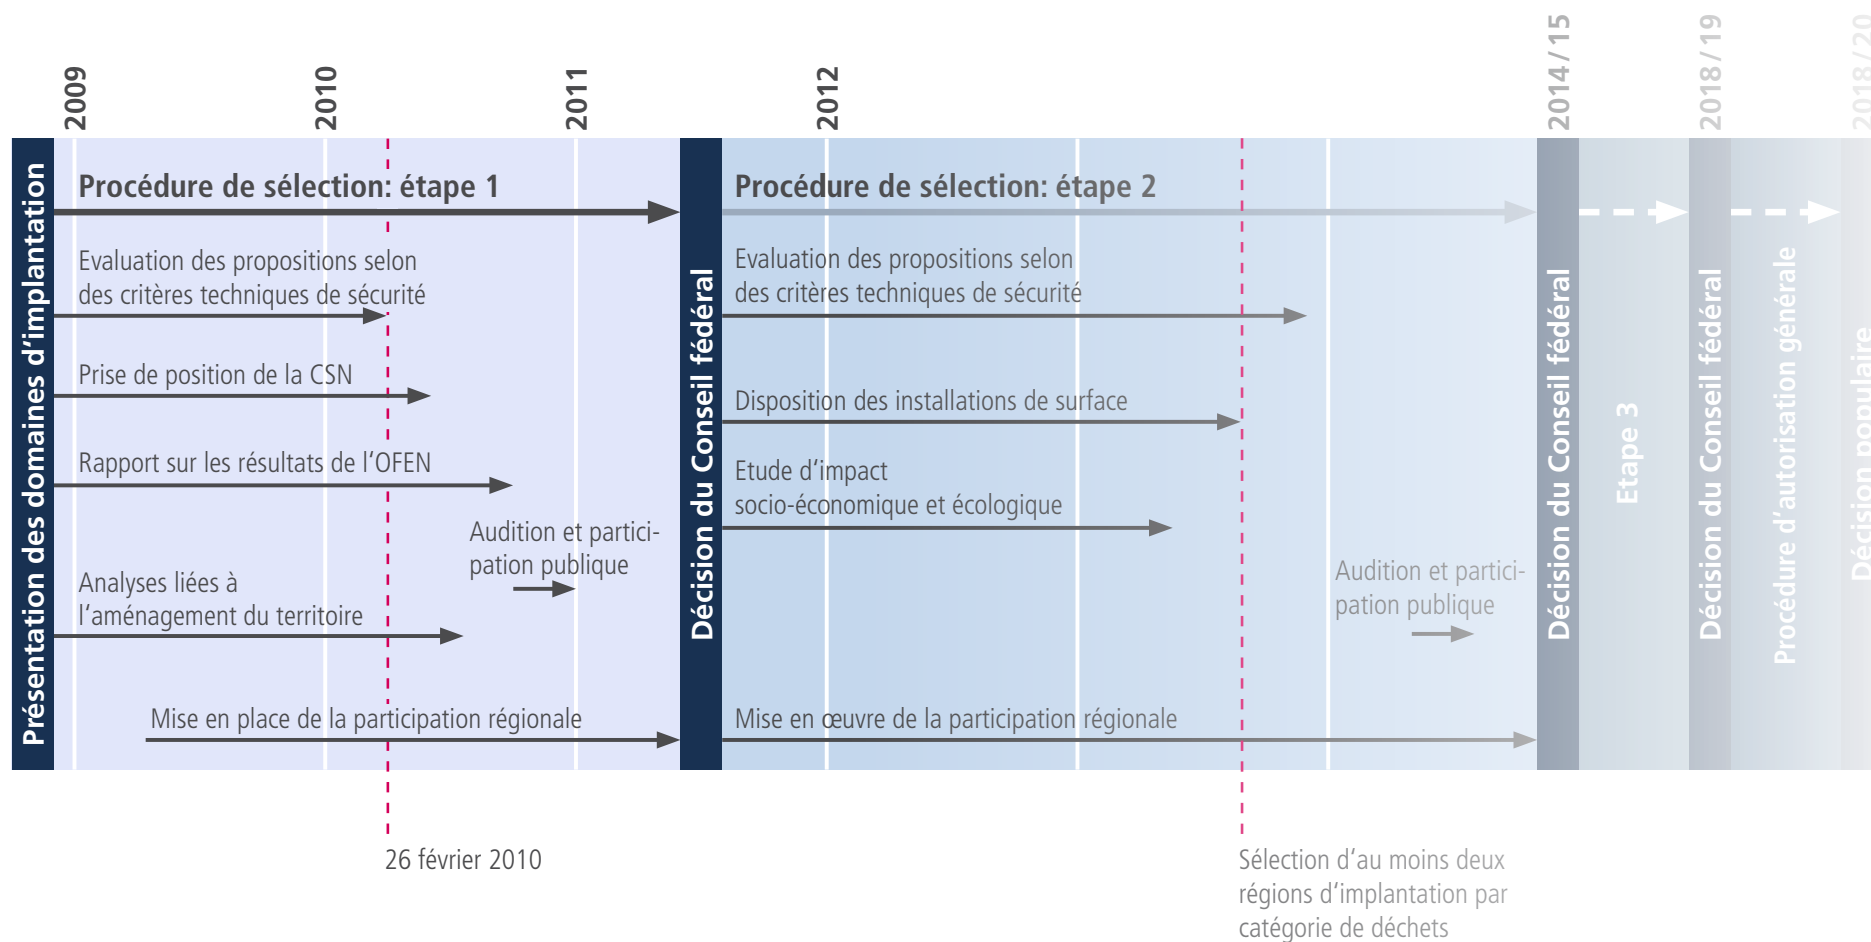 2009
2010
2011
2012
2014/15
2018/19
2018/20
Présentation des domaines d‘implantation
Procédure de sélection: étape 1
Evaluation des propositions selon
des critères techniques de sécurité
Prise de position de la CSN
Rapport sur les résultats de l‘OFEN
Audition et partici-
pation publique
Analyses liées à
l‘aménagement du territoire
Mise en place de la participation régionale
26 février 2010
Décision du Conseil fédéral
Procédure de sélection: étape 2
Evaluation des propositions selon
des critères techniques de sécurité
Disposition des installations de surface
Etude d‘impact
socio-économique et écologique
Audition et partici-
pation publique
Mise en œuvre de la participation régionale
Sélection d‘au moins deux
régions d‘implantation par
catégorie de déchets
Décision du Conseil fédéral
Etape 3
Décision du Conseil fédéral
Procédure d‘autorisation générale
Décision populaire